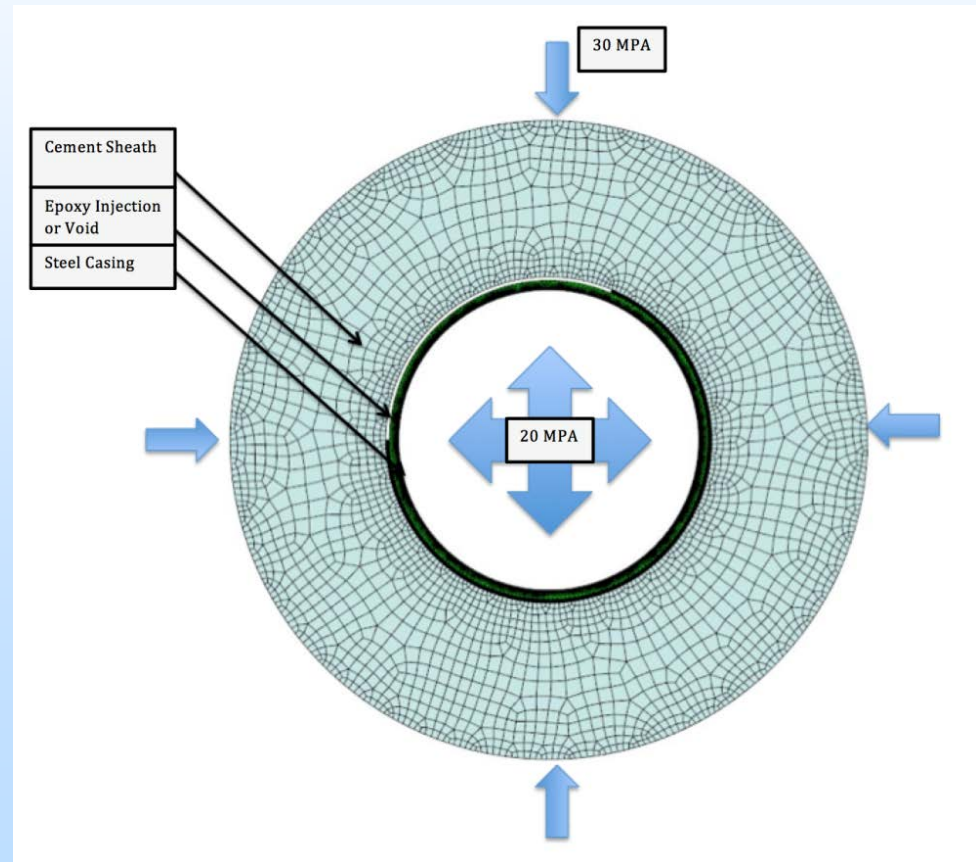 30 MPA
Cement Sheath
Epoxy Injection
or Void
Steel Casing
20 MPA